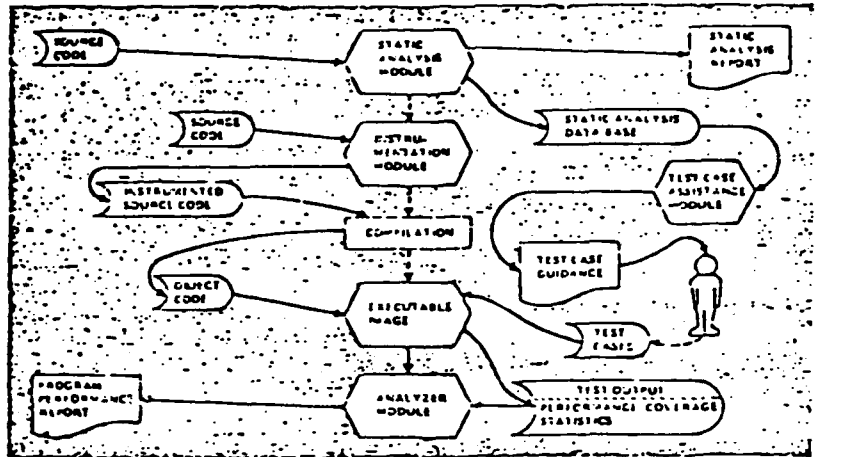 SOURCE
CODE
STATIC
ANALYSIS
MODULE
STATIC
ANALYSIS
REPORT
SOURCE
CODE
INSTRU-
MENTATION
MODULE
STATIC ANALYSIS
DATA BASE
TEST CASE
ASSISTANCE
MODULE
INSTRUMENTED
SOURCE CODE
COMPILATION
TEST CASE
GUIDANCE
OBJECT
CODE
EXECUTABLE
IMAGE
TEST
CASES
PROGRAM
PERFORMANCE
REPORT
ANALYZER
MODULE
TEST OUTPUT
PERFORMANCE COVERAGE
STATISTICS